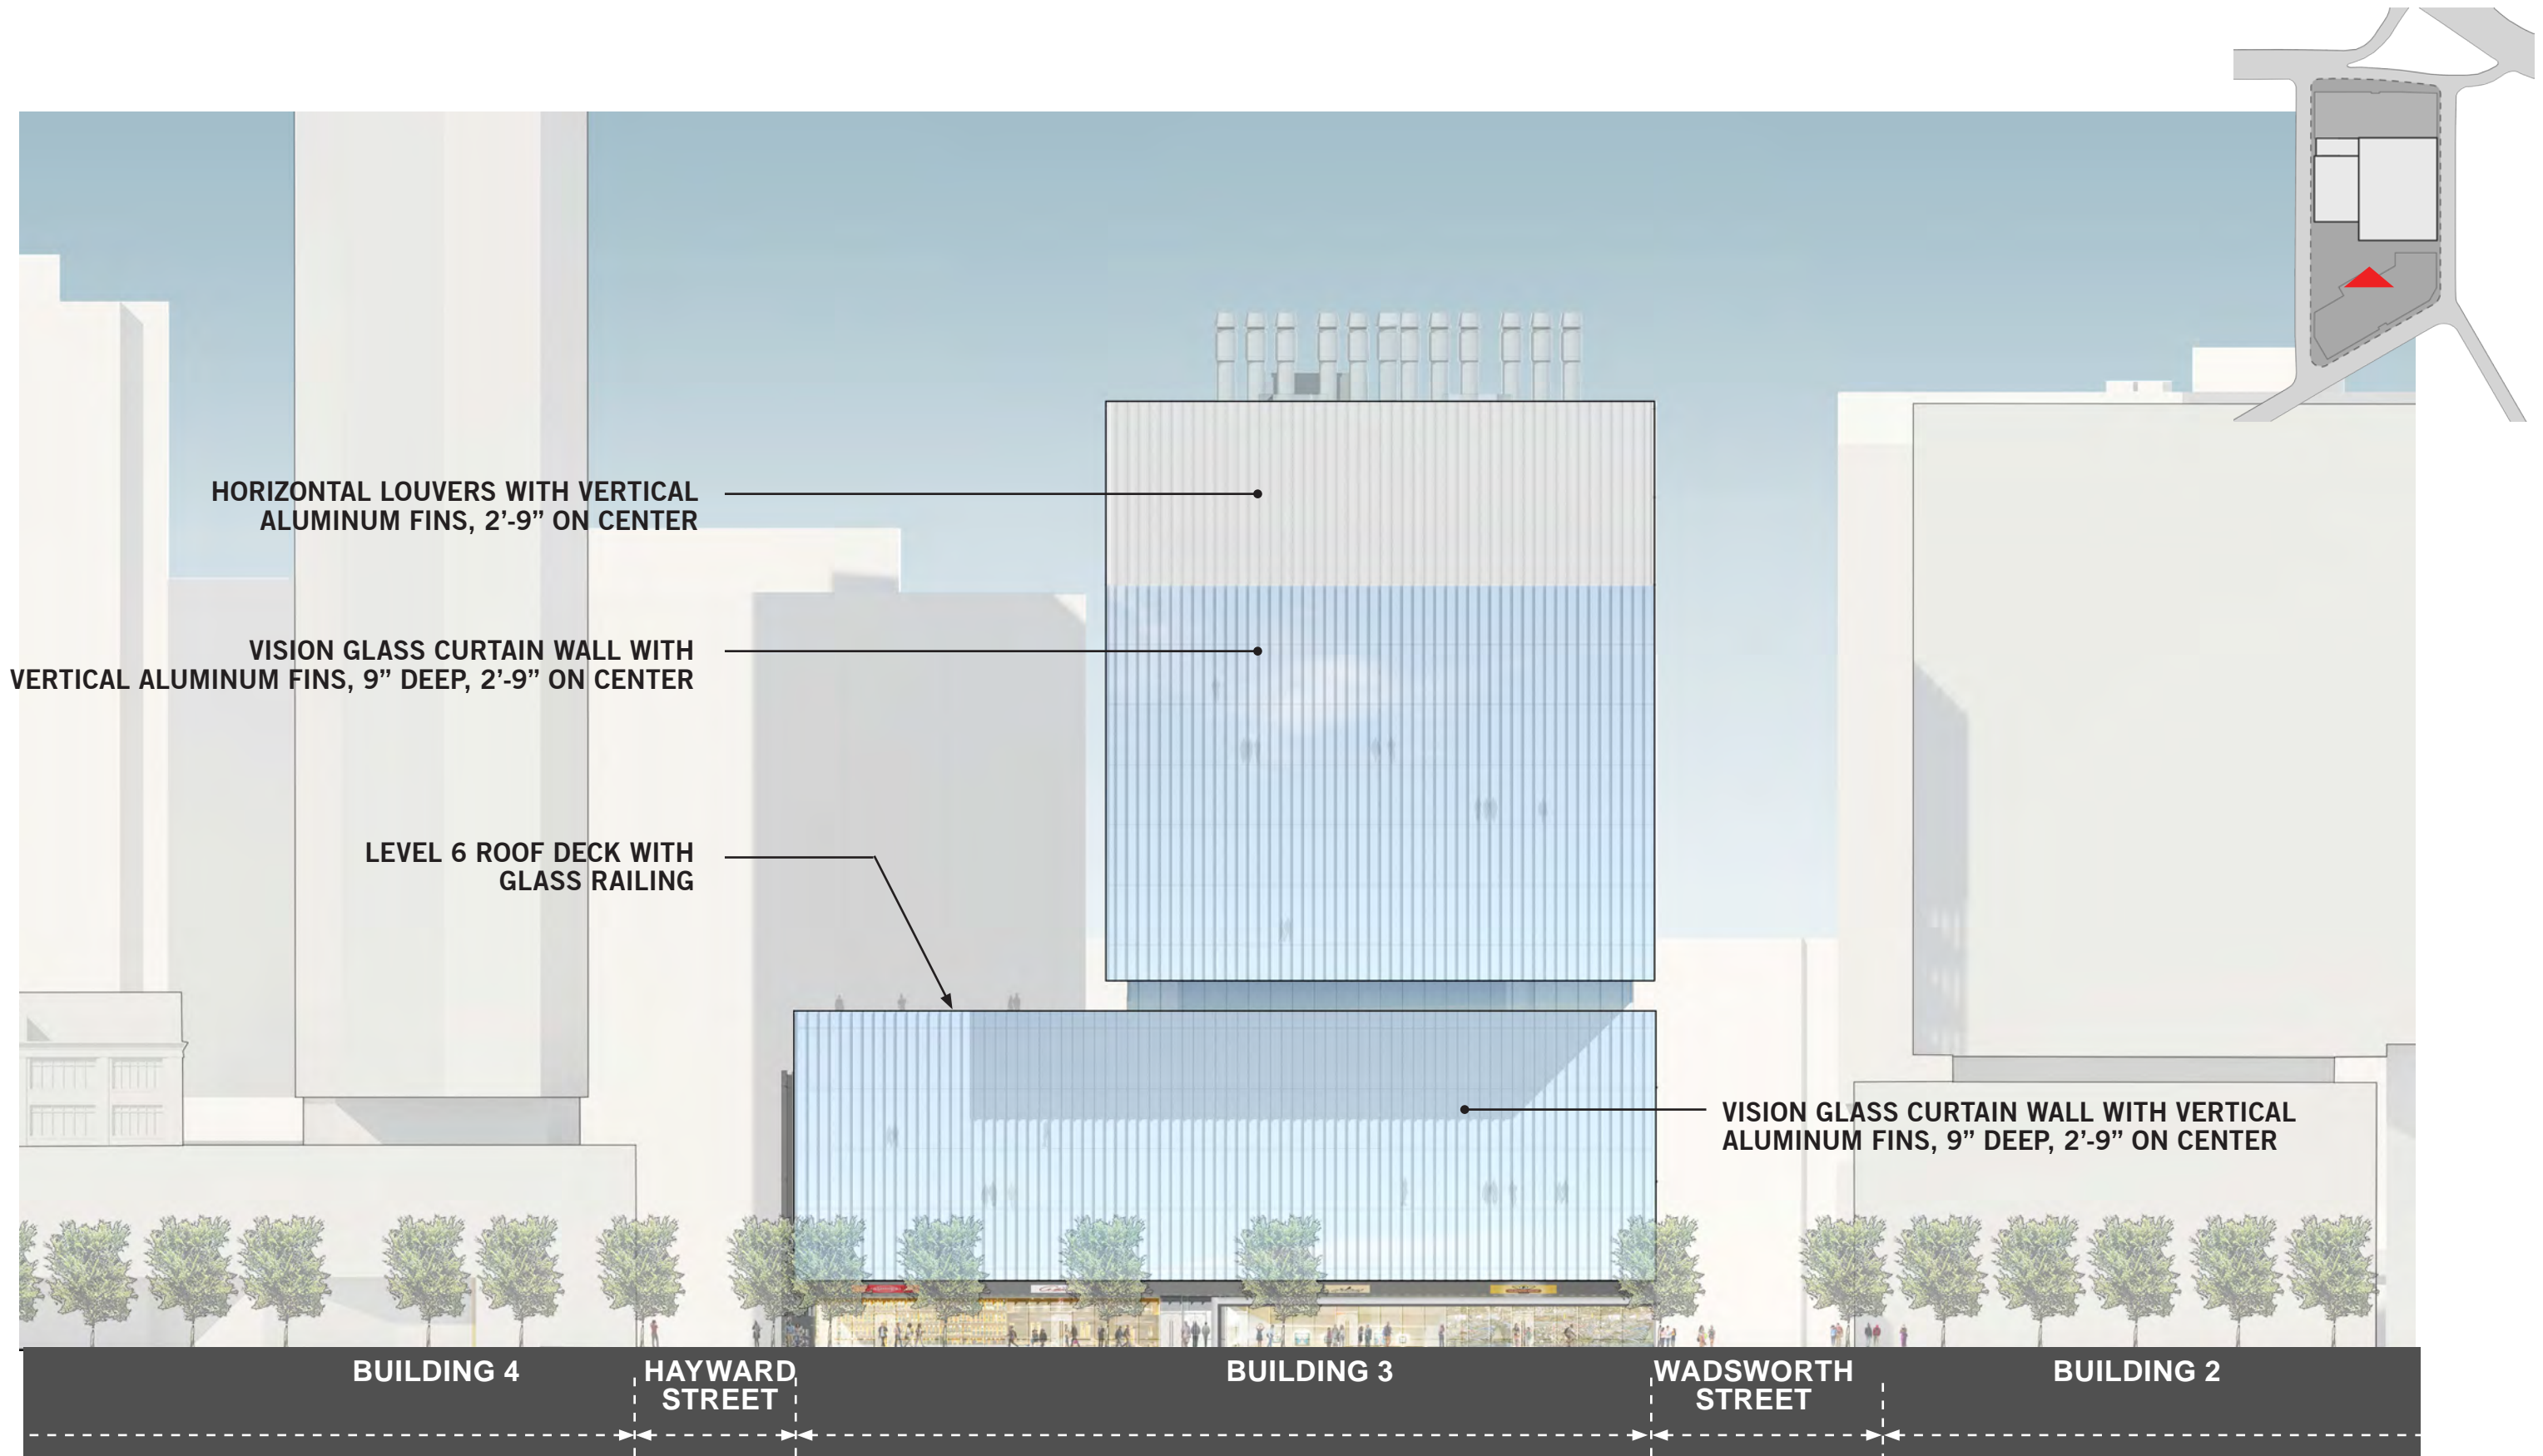 HORIZONTAL LOUVERS WITH VERTICAL
ALUMINUM FINS, 2’-9” ON CENTER
VISION GLASS CURTAIN WALL WITH
VERTICAL ALUMINUM FINS, 9” DEEP, 2’-9” ON CENTER
LEVEL 6 ROOF DECK WITH
GLASS RAILING
VISION GLASS CURTAIN WALL WITH VERTICAL
ALUMINUM FINS, 9” DEEP, 2’-9” ON CENTER
BUILDING 4
HAYWARD
STREET
BUILDING 3
WADSWORTH
STREET
BUILDING 2